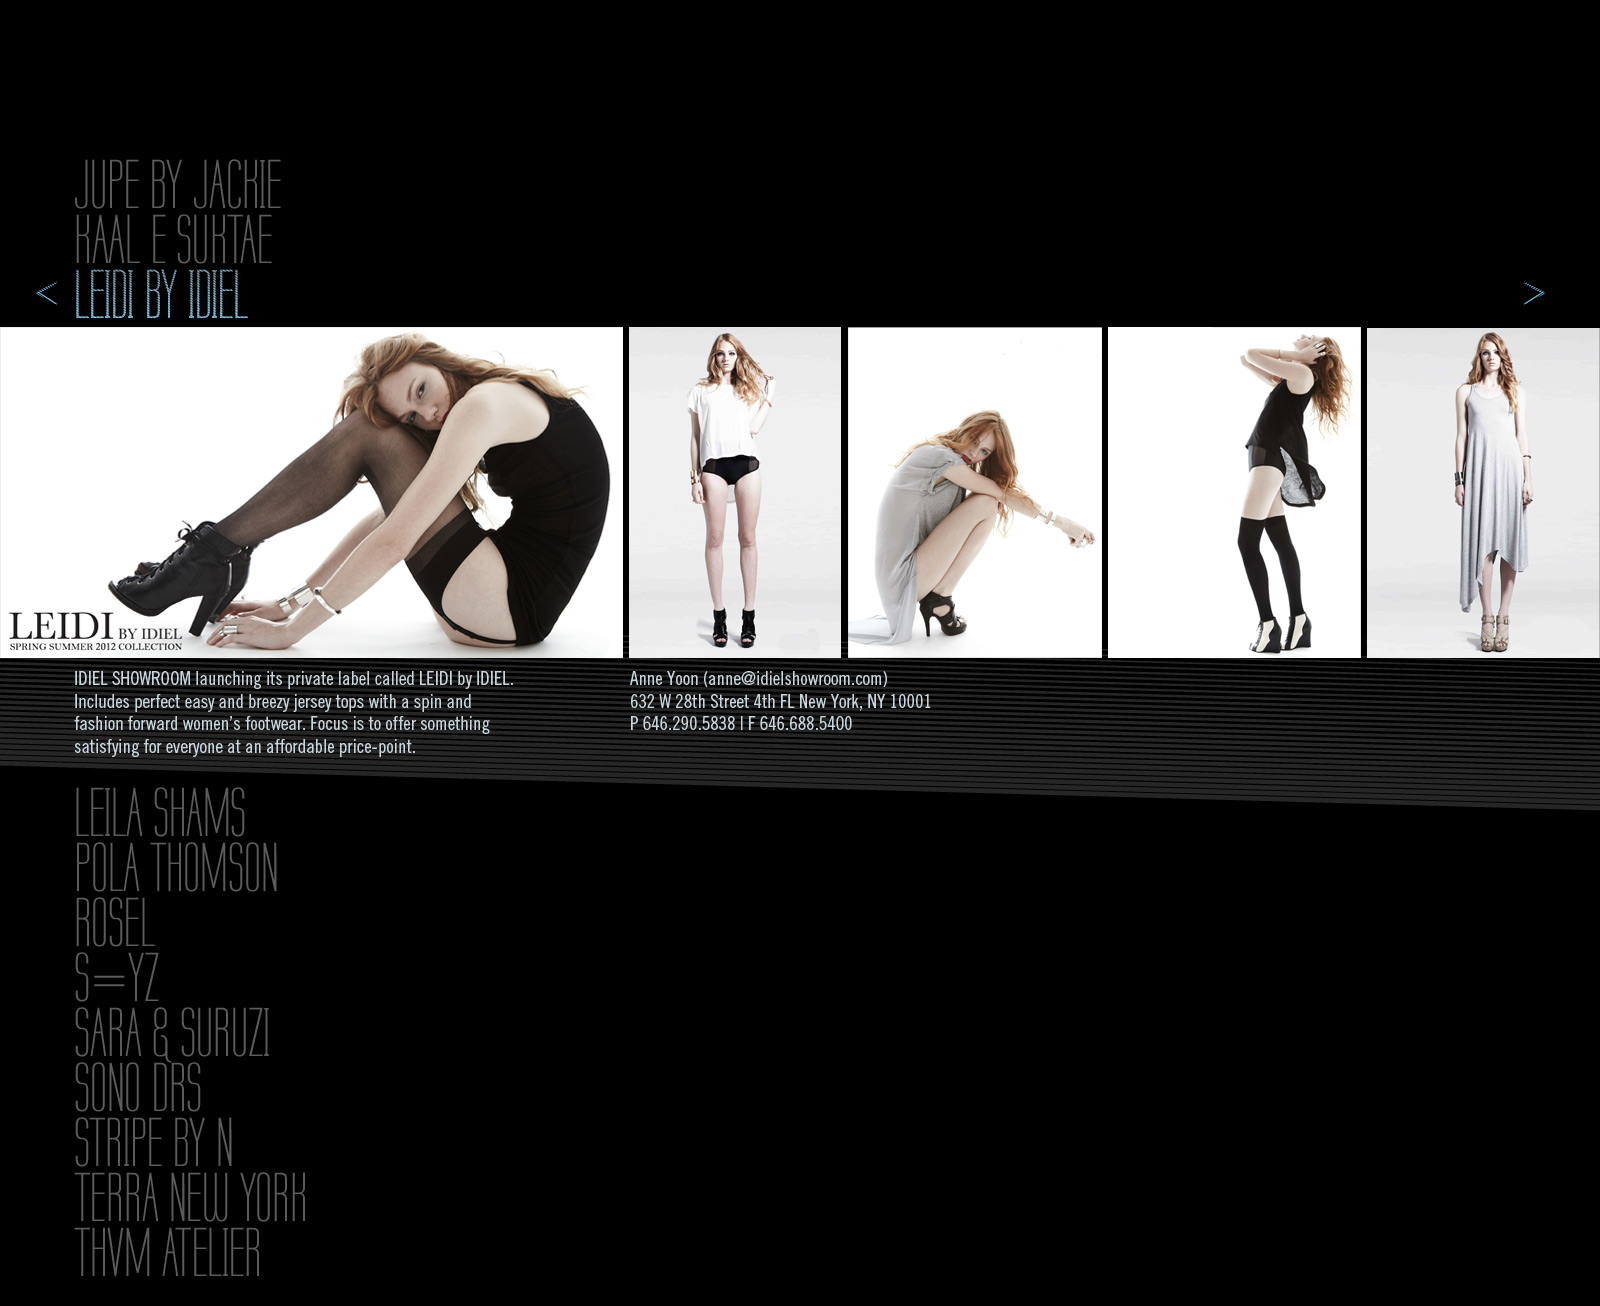 JUPE BY JACKIE
KAAL E SUKTAE
< LEIDI BY IDIEL >
LEIDI BY IDIEL
SPRING SUMMER 2012 COLLECTION
IDIEL SHOWROOM launching its private label called LEIDI by IDIEL.
Includes perfect easy and breezy jersey tops with a spin and
fashion forward women's footwear. Focus is to offer something
satisfying for everyone at an affordable price-point.
Anne Yoon (anne@idielshowroom.com)
632 W 28th Street 4th FL New York, NY 10001
P 646.290.5838 | F 646.688.5400
LEILA SHAMS
POLA THOMSON
ROSEL
S=YZ
SARA & SURUZI
SONO DRS
STRIPE BY N
TERRA NEW YORK
THVM ATELIER